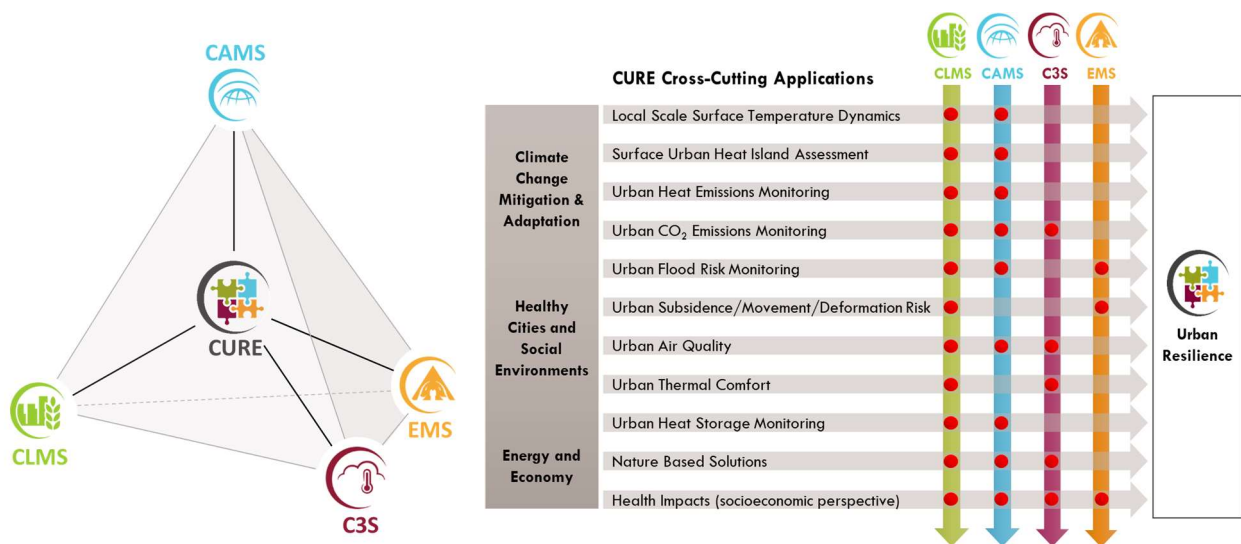 CAMS
CURE
CLMS
EMS
C3S
CURE Cross-Cutting Applications
CLMS
CAMS
C3S
EMS
Climate
Change
Mitigation &
Adaptation
Healthy
Cities and
Social
Environments
Energy and
Economy
Local Scale Surface Temperature Dynamics
Surface Urban Heat Island Assessment
Urban Heat Emissions Monitoring
Urban CO₂ Emissions Monitoring
Urban Flood Risk Monitoring
Urban Subsidence/Movement/Deformation Risk
Urban Air Quality
Urban Thermal Comfort
Urban Heat Storage Monitoring
Nature Based Solutions
Health Impacts (socioeconomic perspective)
Urban
Resilience